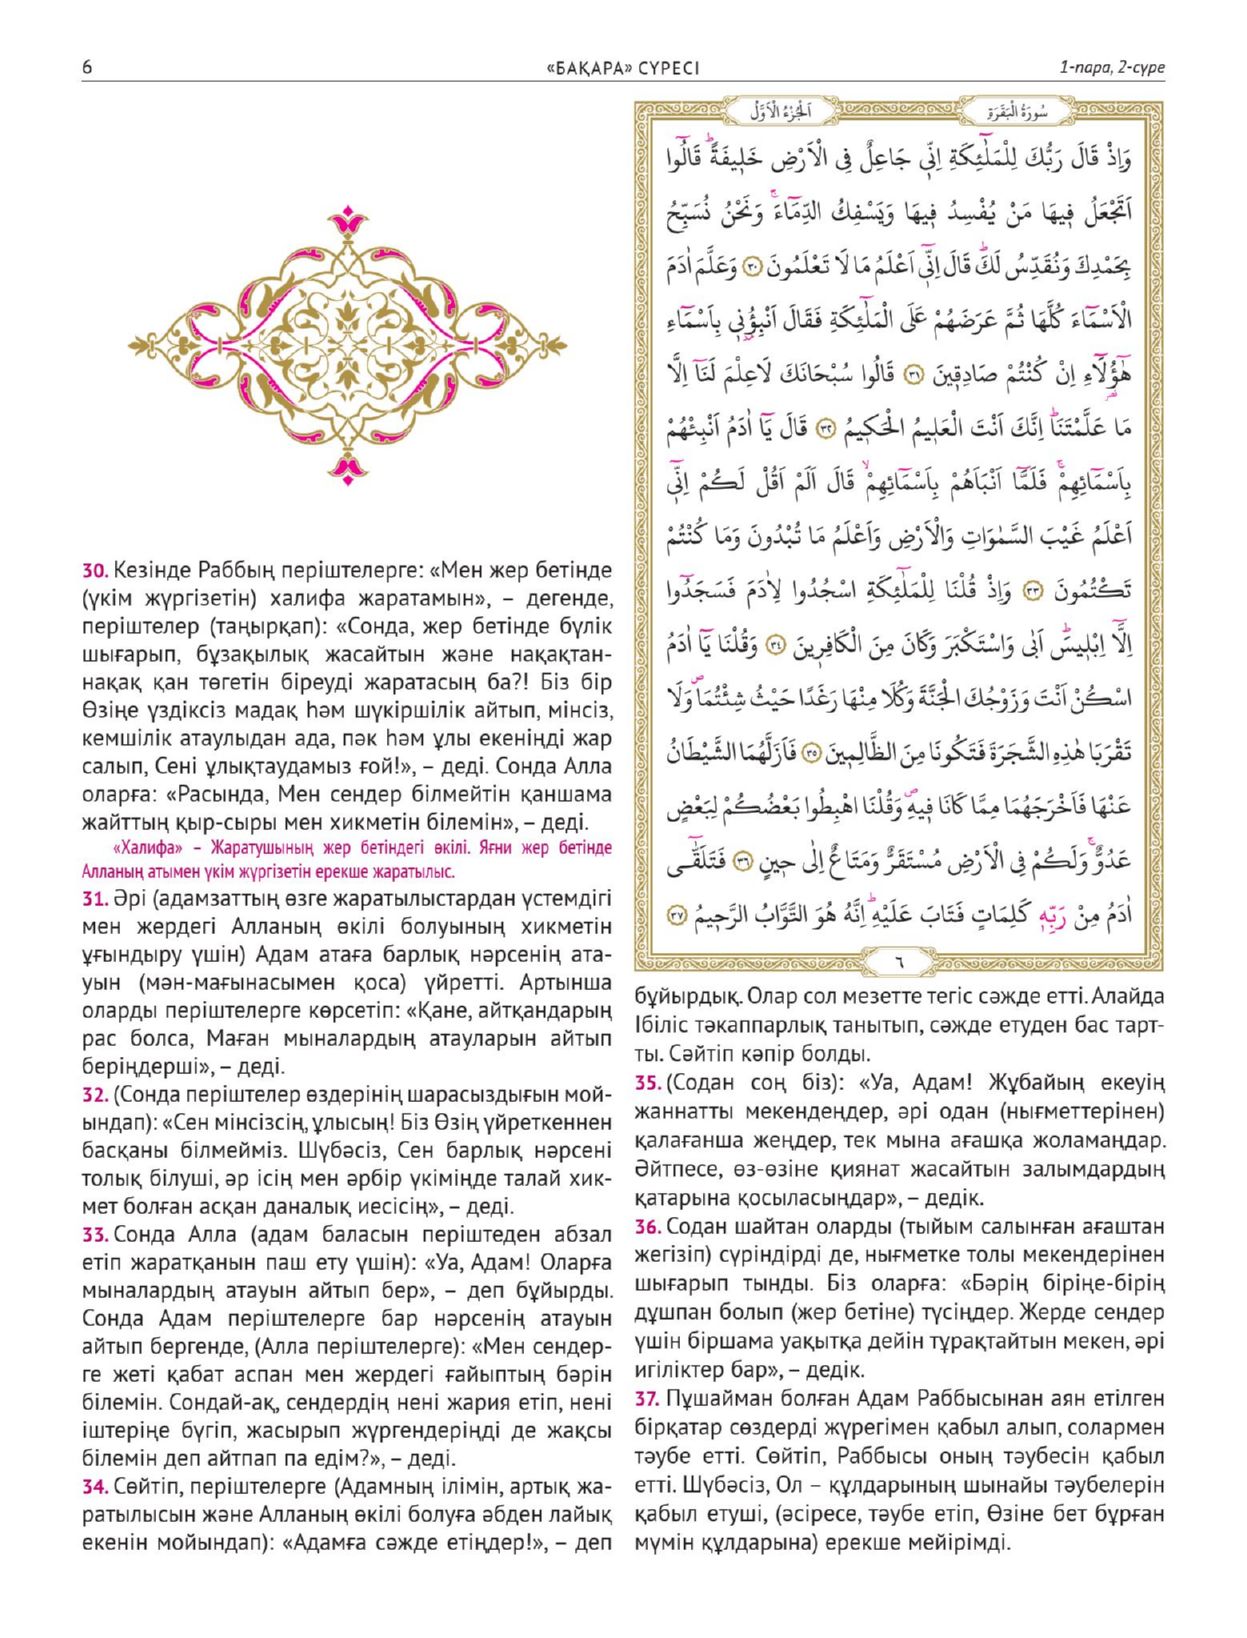 6
«БАҚАРА» СҮРЕСІ
1-пара, 2-сүре
اَلْجُزْءُ الْاَوَّلُ
سُورَةُ الْبَقَرَةِ
وَاِذْ قَالَ رَبُّكَ لِلْمَلٰٓئِكَةِ اِنّ۪ي جَاعِلٌ فِي الْاَرْضِ خَل۪يفَةًۜ قَالُٓوا
اَتَجْعَلُ ف۪يهَا مَنْ يُفْسِدُ ف۪يهَا وَيَسْفِكُ الدِّمَٓاءَۚ وَنَحْنُ نُسَبِّحُ
بِحَمْدِكَ وَنُقَدِّسُ لَكَۜ قَالَ اِنّ۪ٓي اَعْلَمُ مَا لَا تَعْلَمُونَ ﴿٣٠﴾ وَعَلَّمَ اٰدَمَ
الْاَسْمَٓاءَ كُلَّهَا ثُمَّ عَرَضَهُمْ عَلَى الْمَلٰٓئِكَةِ فَقَالَ اَنْبِؤُ۫ن۪ي بِاَسْمَٓاءِ
هٰٓؤُ۬لَٓاءِ اِنْ كُنْتُمْ صَادِق۪ينَ ﴿٣١﴾ قَالُوا سُبْحَانَكَ لَاعِلْمَ لَنَٓا اِلَّا
مَا عَلَّمْتَنَاۜ اِنَّكَ اَنْتَ الْعَل۪يمُ الْحَك۪يمُ ﴿٣٢﴾ قَالَ يَٓا اٰدَمُ اَنْبِئْهُمْ
بِاَسْمَٓائِهِمْۚ فَلَمَّٓا اَنْبَاَهُمْ بِاَسْمَٓائِهِمْۙ قَالَ اَلَمْ اَقُلْ لَكُمْ اِنّ۪ٓي
اَعْلَمُ غَيْبَ السَّمٰوَاتِ وَالْاَرْضِ وَاَعْلَمُ مَا تُبْدُونَ وَمَا كُنْتُمْ
تَكْتُمُونَ ﴿٣٣﴾ وَاِذْ قُلْنَا لِلْمَلٰٓئِكَةِ اسْجُدُوا لِاٰدَمَ فَسَجَدُٓوا
اِلَّٓا اِبْل۪يسَۜ اَبٰى وَاسْتَكْبَرَ وَكَانَ مِنَ الْكَافِر۪ينَ ﴿٣٤﴾ وَقُلْنَا يَٓا اٰدَمُ
اسْكُنْ اَنْتَ وَزَوْجُكَ الْجَنَّةَ وَكُلَا مِنْهَا رَغَدًا حَيْثُ شِئْتُمَاۖ وَلَا
تَقْرَبَا هٰذِهِ الشَّجَرَةَ فَتَكُونَا مِنَ الظَّالِم۪ينَ ﴿٣٥﴾ فَاَزَلَّهُمَا الشَّيْطَانُ
عَنْهَا فَاَخْرَجَهُمَا مِمَّا كَانَا ف۪يهِۖ وَقُلْنَا اهْبِطُوا بَعْضُكُمْ لِبَعْضٍ
عَدُوٌّۚ وَلَكُمْ فِي الْاَرْضِ مُسْتَقَرٌّ وَمَتَاعٌ اِلٰى ح۪ينٍ ﴿٣٦﴾ فَتَلَقّٰٓى
اٰدَمُ مِنْ رَبِّه۪ كَلِمَاتٍ فَتَابَ عَلَيْهِۜ اِنَّهُ هُوَ التَّوَّابُ الرَّح۪يمُ ﴿٣٧﴾
٦
30. Кезінде Раббың періштелерге: «Мен жер бетінде
(үкім жүргізетін) халифа жаратамын», – дегенде,
періштелер (таңырқап): «Сонда, жер бетінде бүлік
шығарып, бұзақылық жасайтын және нақақтан-
нақақ қан төгетін біреуді жаратасың ба?! Біз бір
Өзіңе үздіксіз мадақ һәм шүкіршілік айтып, мінсіз,
кемшілік атаулыдан ада, пәк һәм ұлы екеніңді жар
салып, Сені ұлықтаудамыз ғой!», – деді. Сонда Алла
оларға: «Расында, Мен сендер білмейтін қаншама
жайттың қыр-сыры мен хикметін білемін», – деді.
«Халифа» – Жаратушының жер бетіндегі өкілі. Яғни жер бетінде
Алланың атымен үкім жүргізетін ерекше жаратылыс.
31. Әрі (адамзаттың өзге жаратылыстардан үстемдігі
мен жердегі Алланың өкілі болуының хикметін
ұғындыру үшін) Адам атаға барлық нәрсенің ата-
уын (мән-мағынасымен қоса) үйретті. Артынша
оларды періштелерге көрсетіп: «Қане, айтқандарың
рас болса, Маған мыналардың атауларын айтып
беріңдерші», – деді.
32. (Сонда періштелер өздерінің шарасыздығын мой-
ындап): «Сен мінсізсің, ұлысың! Біз Өзің үйреткеннен
басқаны білмейміз. Шүбәсіз, Сен барлық нәрсені
толық білуші, әр ісің мен әрбір үкіміңде талай хик-
мет болған асқан даналық иесісің», – деді.
33. Сонда Алла (адам баласын періштеден абзал
етіп жаратқанын паш ету үшін): «Уа, Адам! Оларға
мыналардың атауын айтып бер», – деп бұйырды.
Сонда Адам періштелерге бар нәрсенің атауын
айтып бергенде, (Алла періштелерге): «Мен сендер-
ге жеті қабат аспан мен жердегі ғайыптың бәрін
білемін. Сондай-ақ, сендердің нені жария етіп, нені
іштеріңе бүгіп, жасырып жүргендеріңді де жақсы
білемін деп айтпап па едім?», – деді.
34. Сөйтіп, періштелерге (Адамның ілімін, артық жа-
ратылысын және Алланың өкілі болуға әбден лайық
екенін мойындап): «Адамға сәжде етіңдер!», – деп
бұйырдық. Олар сол мезетте тегіс сәжде етті. Алайда
Ібіліс тәкаппарлық танытып, сәжде етуден бас тарт-
ты. Сәйтіп кәпір болды.
35. (Содан соң біз): «Уа, Адам! Жұбайың екеуің
жаннатты мекендеңдер, әрі одан (нығметтерінен)
қалағанша жеңдер, тек мына ағашқа жоламаңдар.
Әйтпесе, өз-өзіне қиянат жасайтын залымдардың
қатарына қосыласыңдар», – дедік.
36. Содан шайтан оларды (тыйым салынған ағаштан
жегізіп) сүріндірді де, нығметке толы мекендерінен
шығарып тынды. Біз оларға: «Бәрің біріңе-бірің
дұшпан болып (жер бетіне) түсіңдер. Жерде сендер
үшін біршама уақытқа дейін тұрақтайтын мекен, әрі
игіліктер бар», – дедік.
37. Пұшайман болған Адам Раббысынан аян етілген
бірқатар сөздерді жүрегімен қабыл алып, солармен
тәубе етті. Сөйтіп, Раббысы оның тәубесін қабыл
етті. Шүбәсіз, Ол – құлдарының шынайы тәубелерін
қабыл етуші, (әсіресе, тәубе етіп, Өзіне бет бұрған
мүмін құлдарына) ерекше мейірімді.